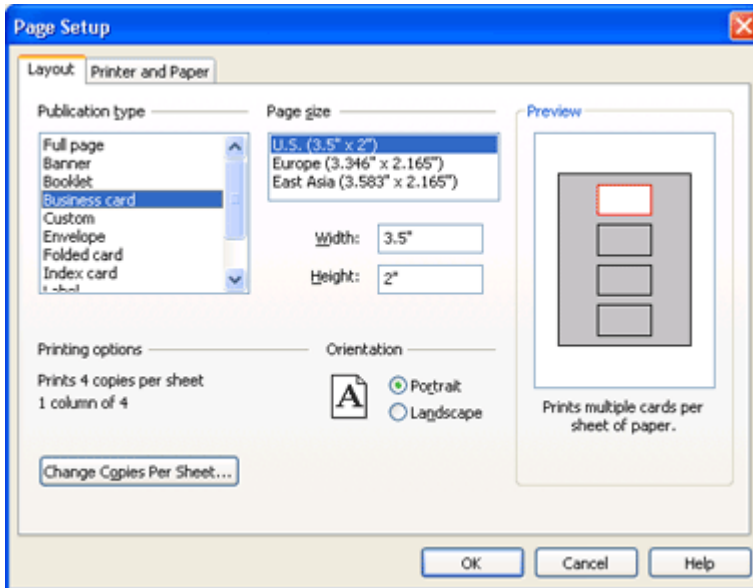 Page Setup
Layout
Printer and Paper
Publication type
Full page
Banner
Booklet
Business card
Custom
Envelope
Folded card
Index card
Label
Page size
U.S. (3.5" x 2")
Europe (3.346" x 2.165")
East Asia (3.583" x 2.165")
Width: 3.5"
Height: 2"
Preview
Prints multiple cards per
sheet of paper.
Printing options
Prints 4 copies per sheet
1 column of 4
Orientation
A
Portrait
Landscape
Change Copies Per Sheet...
OK
Cancel
Help